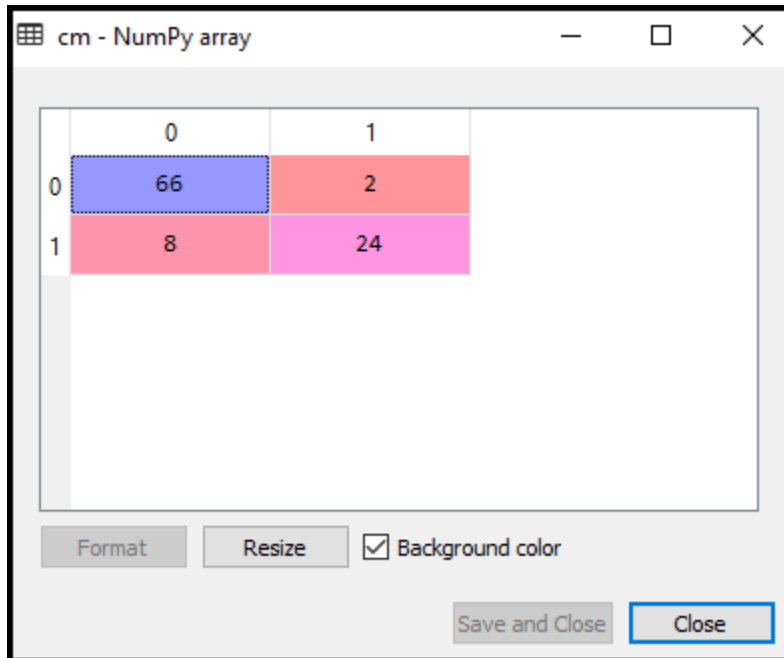 cm - NumPy array
0 1
0 66 2
1 8 24
Format Resize Background color
Save and Close Close